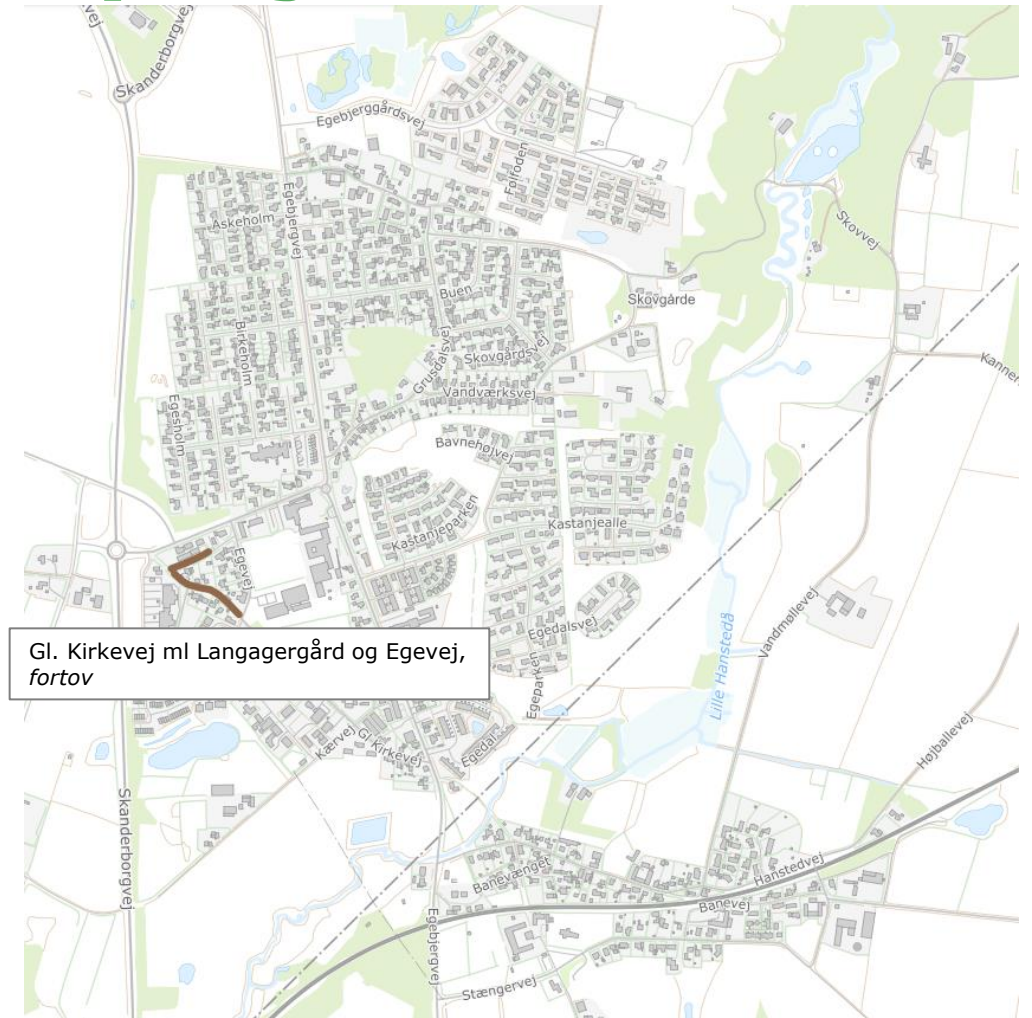 Skanderborgvej
Egebjerggårdsvej
Folfoden
Egebjergvej
Askeholm
Skovvej
Buen
Skovgårde
Birkeholm
Grusdalsvej
Skovgårdsvej
Vandværksvej
Egesholm
Bavnehøjvej
Kastanjeparken
Kastanjealle
Egevej
Egedalsvej
Vandmøllevej
Gl. Kirkevej ml Langagergård og Egevej,
fortov
Lille Hansted å
Egeparken
Kærvej
Gl Kirkevej
Egedal
Højballevej
Skanderborgvej
Hanstedvej
Banevænget
Banevej
Egebjergvej
Stængervej